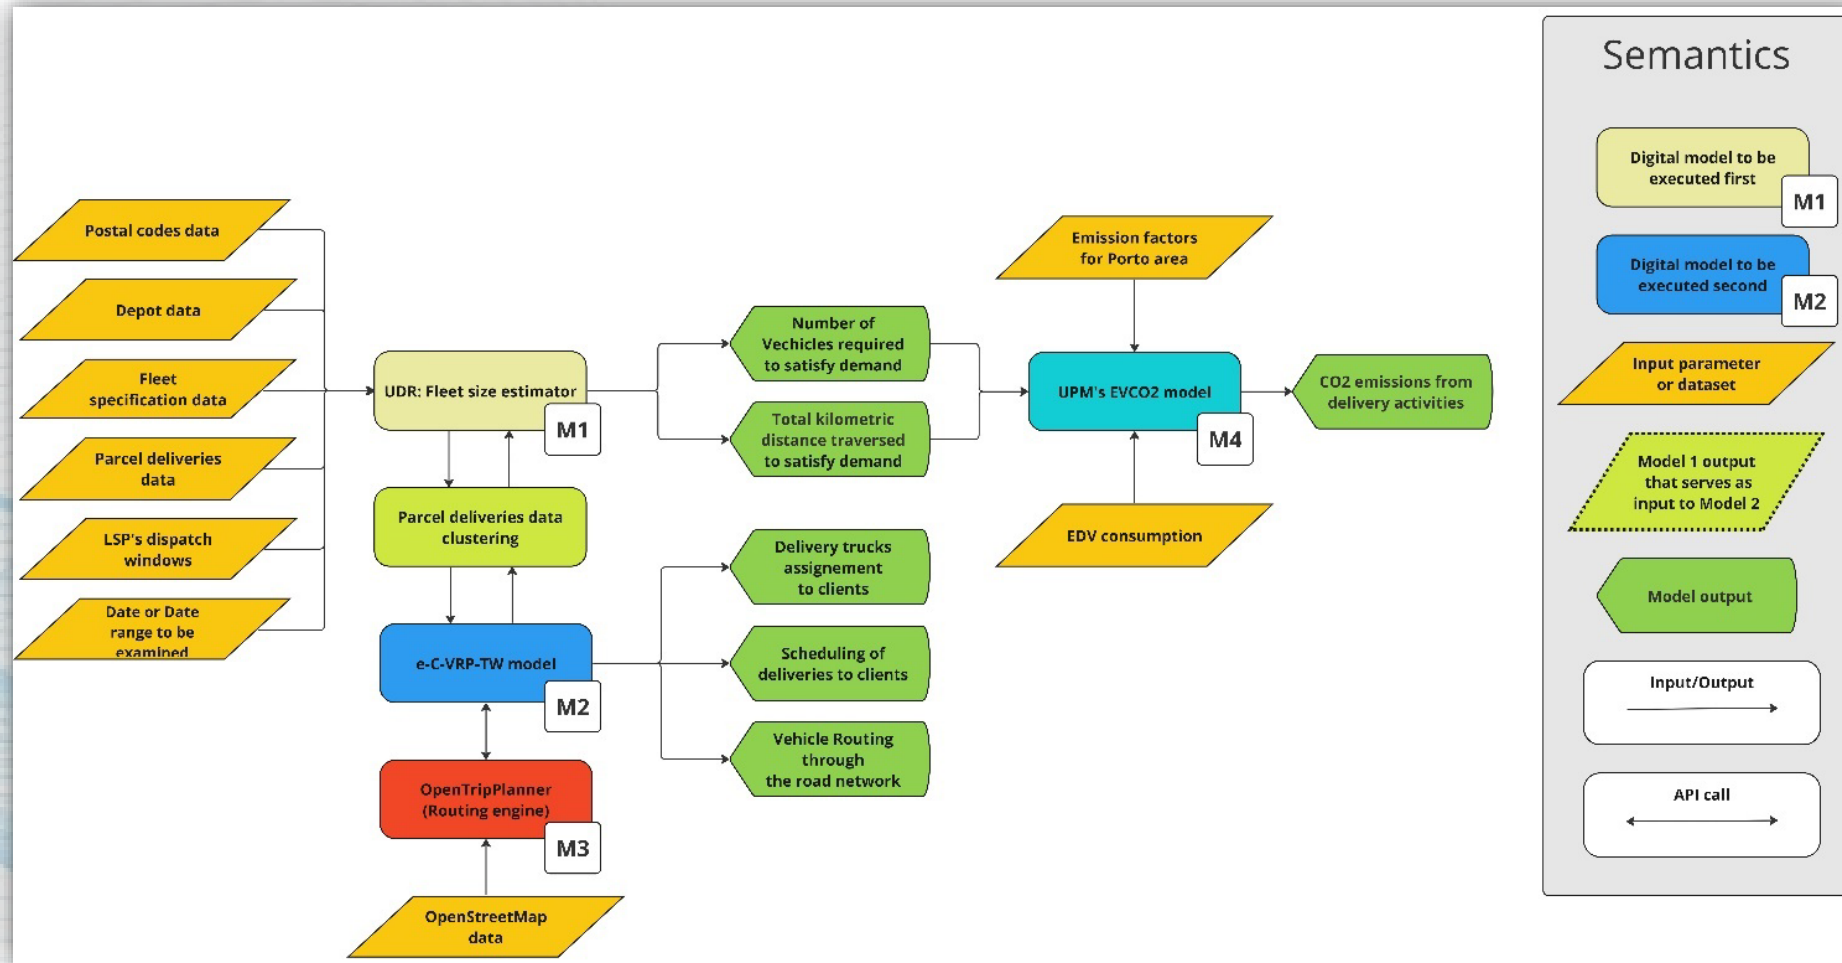 Semantics
Digital model to be
executed first
M1
Digital model to be
executed second
M2
Input parameter
or dataset
Model 1 output
that serves as
input to Model 2
Model output
Input/Output
API call
Postal codes data
Depot data
Fleet
specification data
Parcel deliveries
data
LSP's dispatch
windows
Date or Date
range to be
examined
UDR: Fleet size estimator
M1
Parcel deliveries data
clustering
e-C-VRP-TW model
M2
OpenTripPlanner
(Routing engine)
M3
OpenStreetMap
data
Number of
Vechicles required
to satisfy demand
Total kilometric
distance traversed
to satisfy demand
Delivery trucks
assignement
to clients
Scheduling of
deliveries to clients
Vehicle Routing
through
the road network
Emission factors
for Porto area
UPM's EVCO2 model
M4
EDV consumption
CO2 emissions from
delivery activities